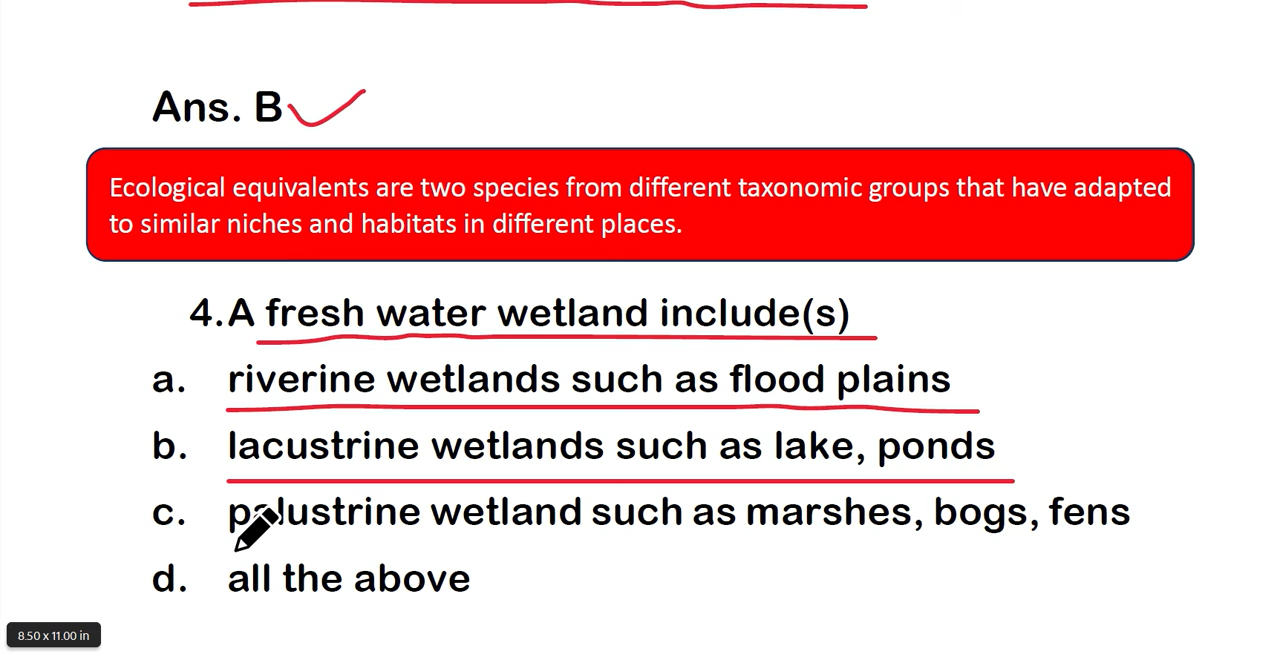 Ans. B
Ecological equivalents are two species from different taxonomic groups that have adapted
to similar niches and habitats in different places.
4. A fresh water wetland include(s)
a. riverine wetlands such as flood plains
b. lacustrine wetlands such as lake, ponds
c. palustrine wetland such as marshes, bogs, fens
d. all the above
8.50 x 11.00 in